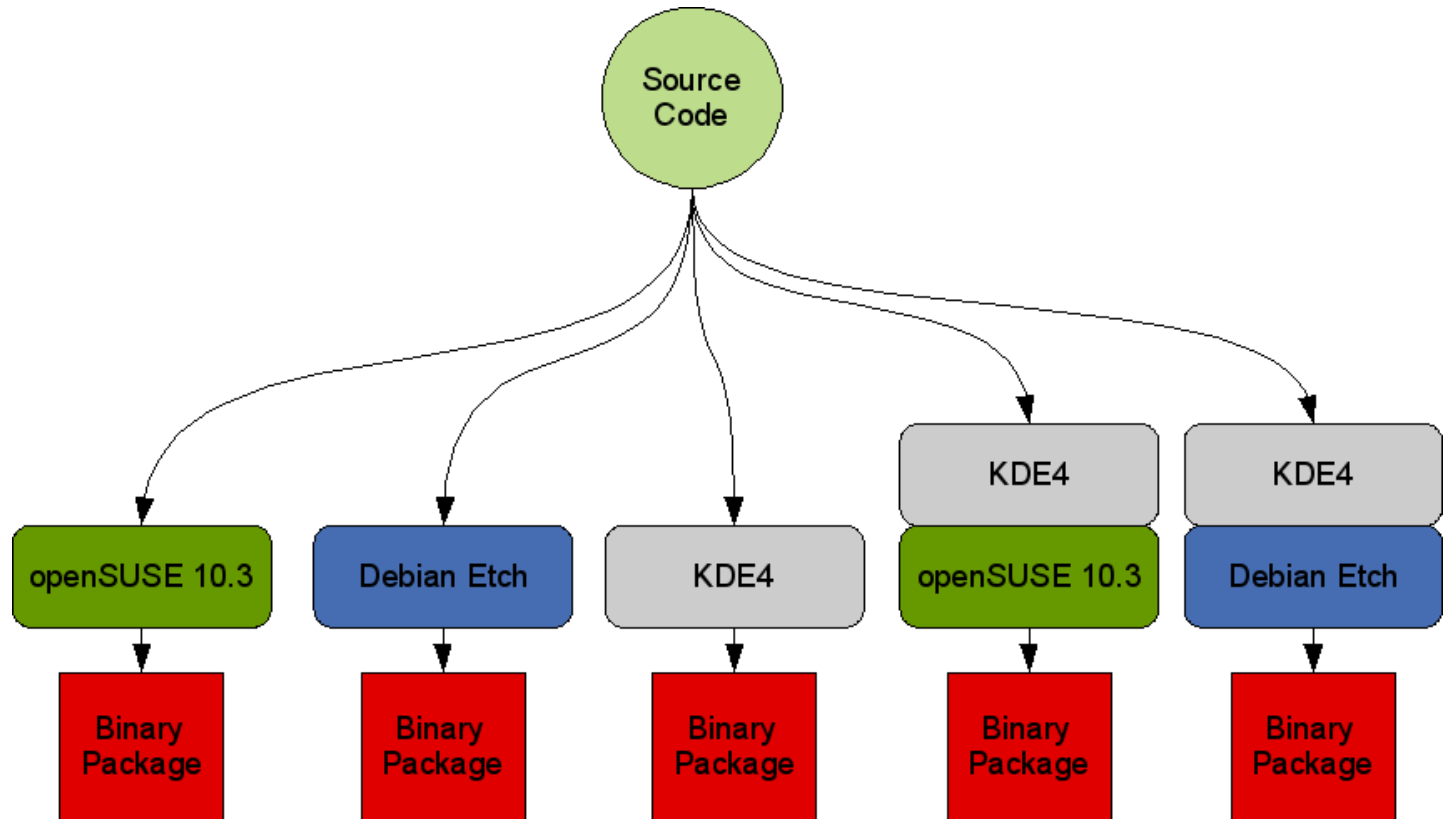 Source
Code
KDE4
KDE4
openSUSE 10.3
Debian Etch
KDE4
openSUSE 10.3
Debian Etch
Binary
Package
Binary
Package
Binary
Package
Binary
Package
Binary
Package